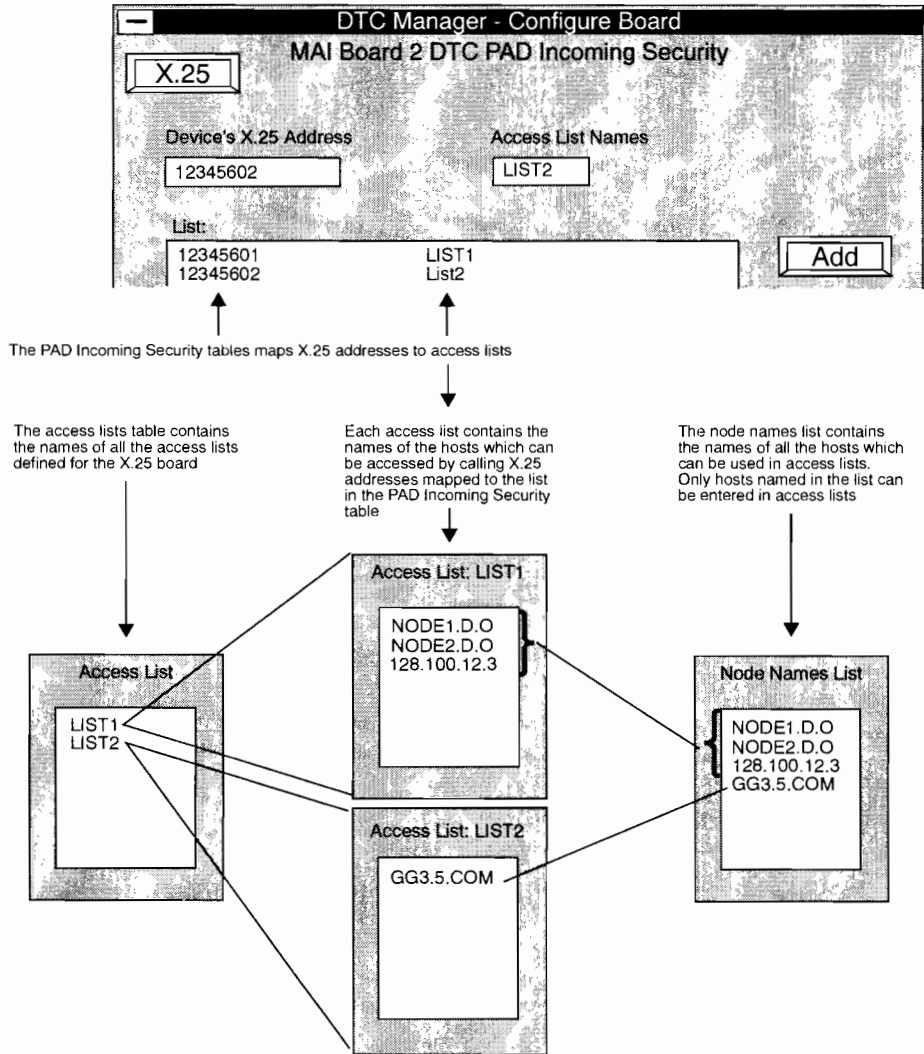 DTC Manager - Configure Board
MAI Board 2 DTC PAD Incoming Security
X.25
Device's X.25 Address
Access List Names
12345602
LIST2
List:
12345601 LIST1
12345602 List2
Add
The PAD Incoming Security tables maps X.25 addresses to access lists
The access lists table contains
the names of all the access lists
defined for the X.25 board
Each access list contains the
names of the hosts which can
be accessed by calling X.25
addresses mapped to the list
in the PAD Incoming Security
table
The node names list contains
the names of all the hosts which
can be used in access lists.
Only hosts named in the list can
be entered in access lists
Access List
LIST1
LIST2
Access List: LIST1
NODE1.D.O
NODE2.D.O
128.100.12.3
Access List: LIST2
GG3.5.COM
Node Names List
NODE1.D.O
NODE2.D.O
128.100.12.3
GG3.5.COM